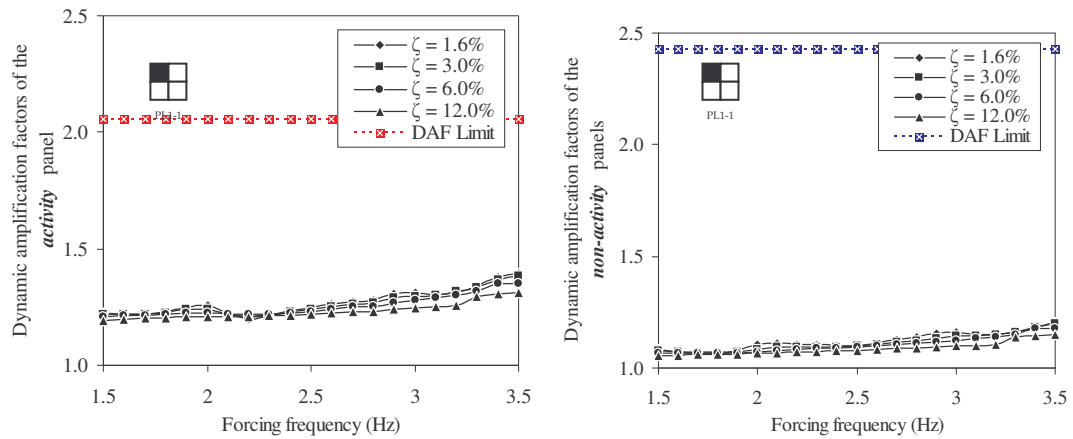 Dynamic amplification factors of the
activity panel
2.5
2.0
1.5
1.0
PL1-1
ζ = 1.6%
ζ = 3.0%
ζ = 6.0%
ζ = 12.0%
DAF Limit
1.5 2 2.5 3 3.5
Forcing frequency (Hz)
Dynamic amplification factors of the
non-activity panels
2.5
2.0
1.5
1.0
PL1-1
ζ = 1.6%
ζ = 3.0%
ζ = 6.0%
ζ = 12.0%
DAF Limit
1.5 2 2.5 3 3.5
Forcing frequency (Hz)